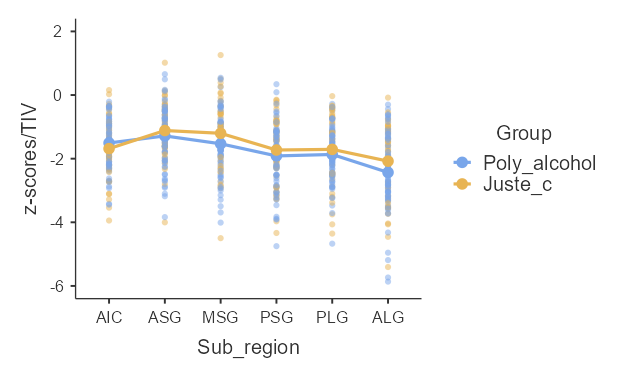 2
0
-2
-4
-6
z-scores/TIV
AIC ASG MSG PSG PLG ALG
Sub_region
Group
Poly_alcohol
Juste_c